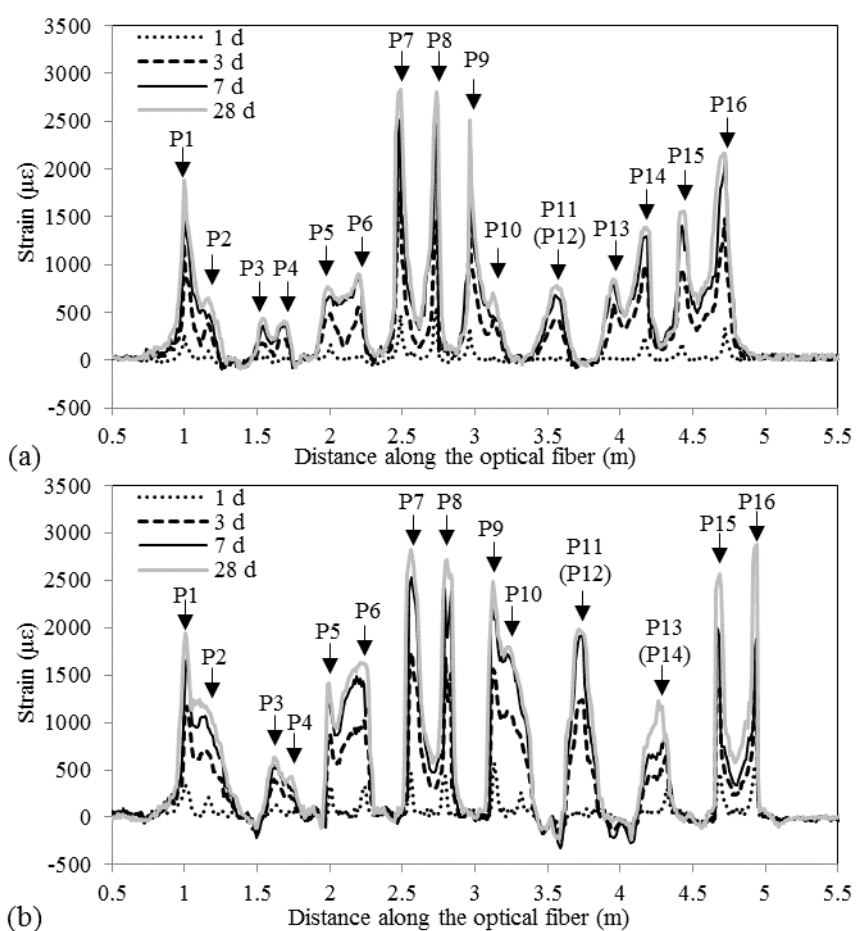 3500
3000
2500
2000
1500
1000
500
0
-500
Strain (με)
1 d
3 d
7 d
28 d
P1
P2
P3
P4
P5
P6
P7
P8
P9
P10
P11
(P12)
P13
P14
P15
P16
0.5 1 1.5 2 2.5 3 3.5 4 4.5 5 5.5
(a) Distance along the optical fiber (m)
3500
3000
2500
2000
1500
1000
500
0
-500
Strain (με)
1 d
3 d
7 d
28 d
P1
P2
P3
P4
P5
P6
P7
P8
P9
P10
P11
(P12)
P13
(P14)
P15
P16
0.5 1 1.5 2 2.5 3 3.5 4 4.5 5 5.5
(b) Distance along the optical fiber (m)